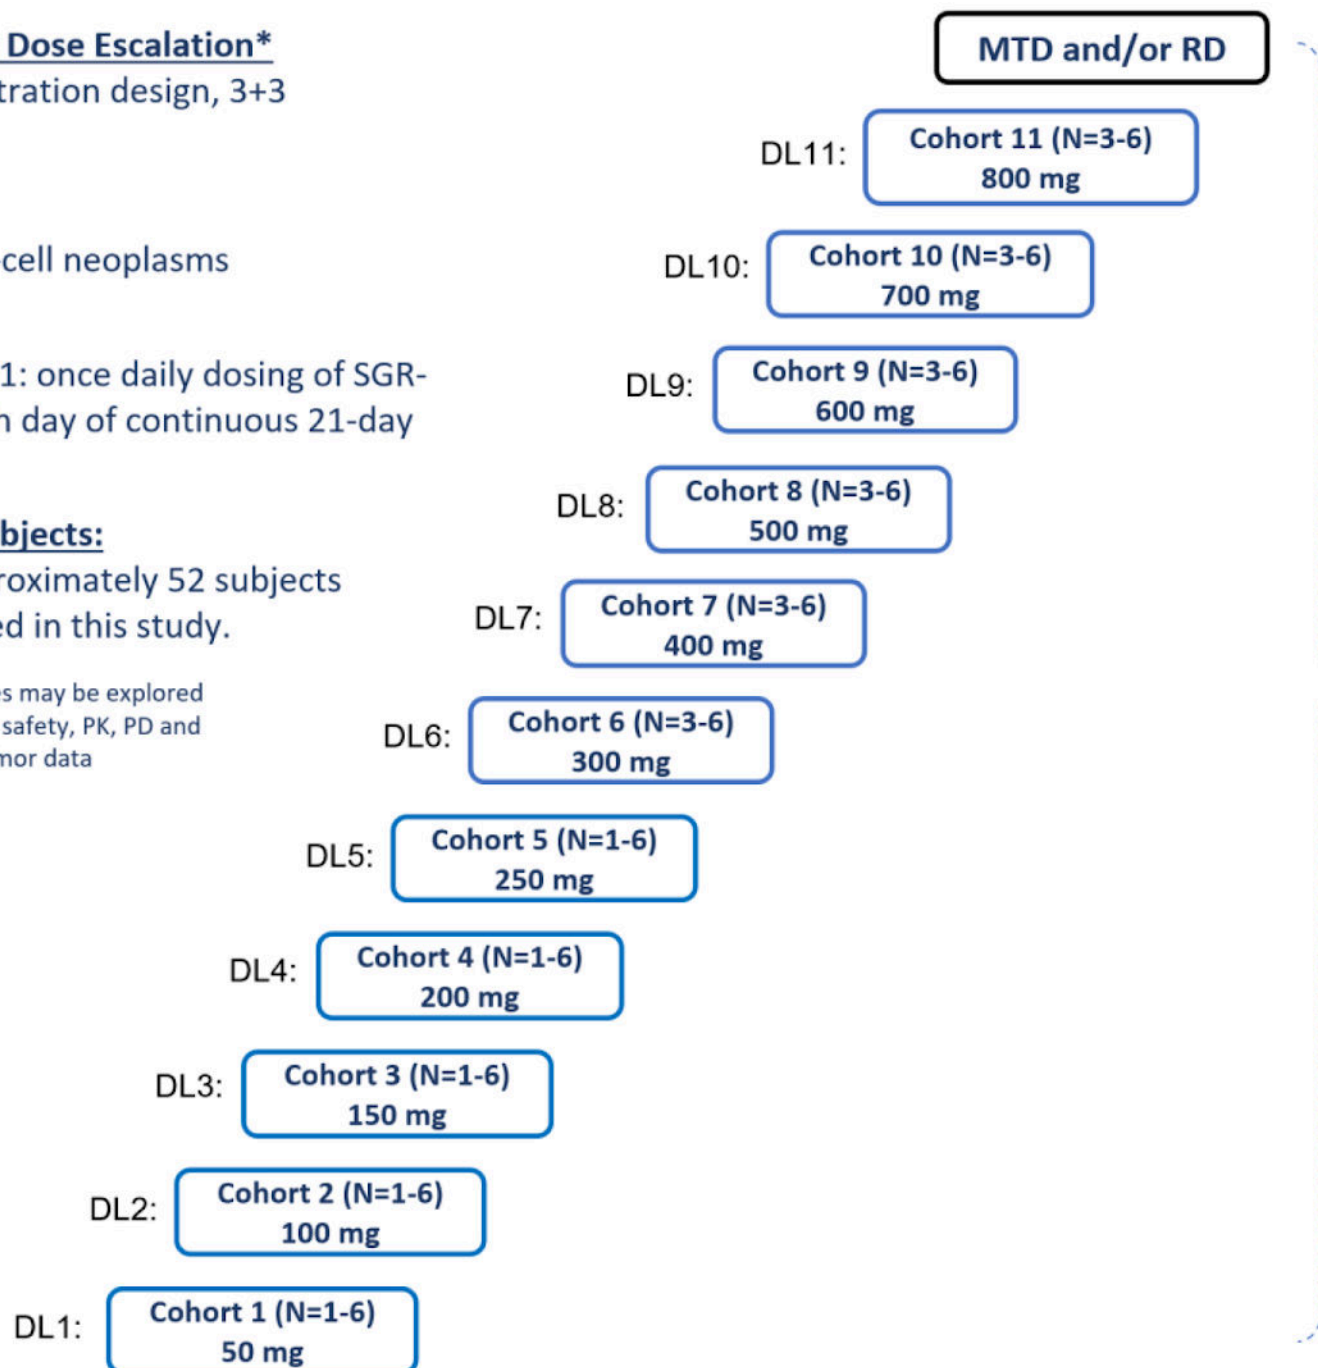 Dose Escalation*
tration design, 3+3
cell neoplasms
1: once daily dosing of SGR-
n day of continuous 21-day
bjects:
roximately 52 subjects
ed in this study.
es may be explored
safety, PK, PD and
mor data
MTD and/or RD
DL11:
Cohort 11 (N=3-6)
800 mg
DL10:
Cohort 10 (N=3-6)
700 mg
DL9:
Cohort 9 (N=3-6)
600 mg
DL8:
Cohort 8 (N=3-6)
500 mg
DL7:
Cohort 7 (N=3-6)
400 mg
DL6:
Cohort 6 (N=3-6)
300 mg
DL5:
Cohort 5 (N=1-6)
250 mg
DL4:
Cohort 4 (N=1-6)
200 mg
DL3:
Cohort 3 (N=1-6)
150 mg
DL2:
Cohort 2 (N=1-6)
100 mg
DL1:
Cohort 1 (N=1-6)
50 mg